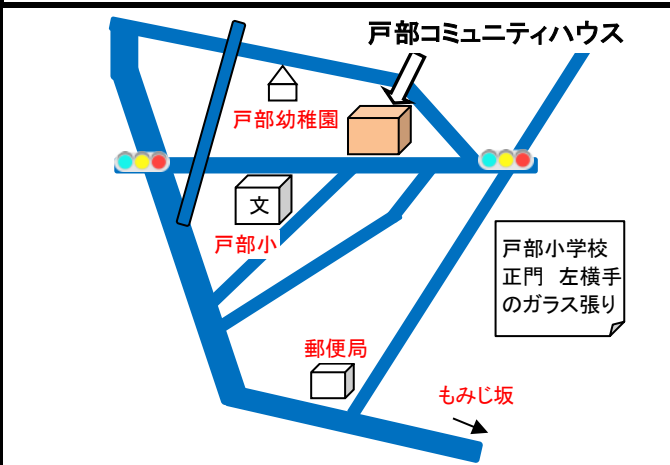 戸部コミュニティハウス
戸部幼稚園
文
戸部小
戸部小学校
正門 左横手
のガラス張り
郵便局
もみじ坂